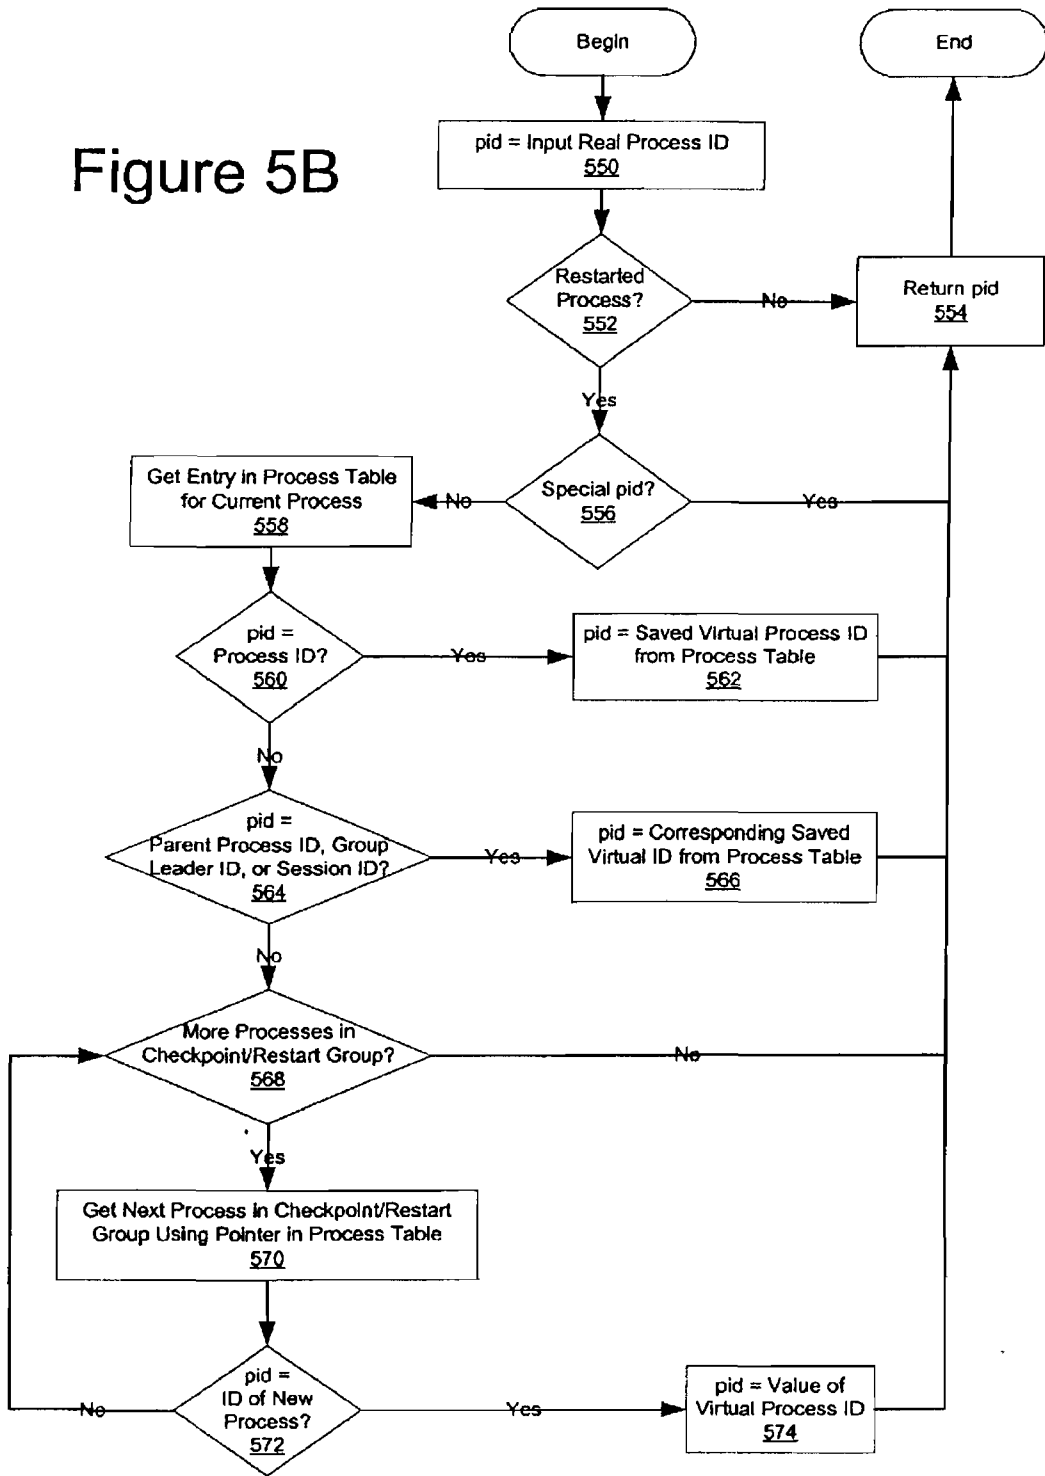 Begin
End
Figure 5B
pid = Input Real Process ID
550
Restarted
Process?
552
No
Return pid
554
Yes
Special pid?
556
No
Yes
Get Entry in Process Table
for Current Process
558
pid =
Process ID?
560
Yes
pid = Saved Virtual Process ID
from Process Table
562
No
pid =
Parent Process ID, Group
Leader ID, or Session ID?
564
Yes
pid = Corresponding Saved
Virtual ID from Process Table
566
No
More Processes in
Checkpoint/Restart Group?
568
No
Yes
Get Next Process in Checkpoint/Restart
Group Using Pointer in Process Table
570
pid =
ID of New
Process?
572
No
Yes
pid = Value of
Virtual Process ID
574